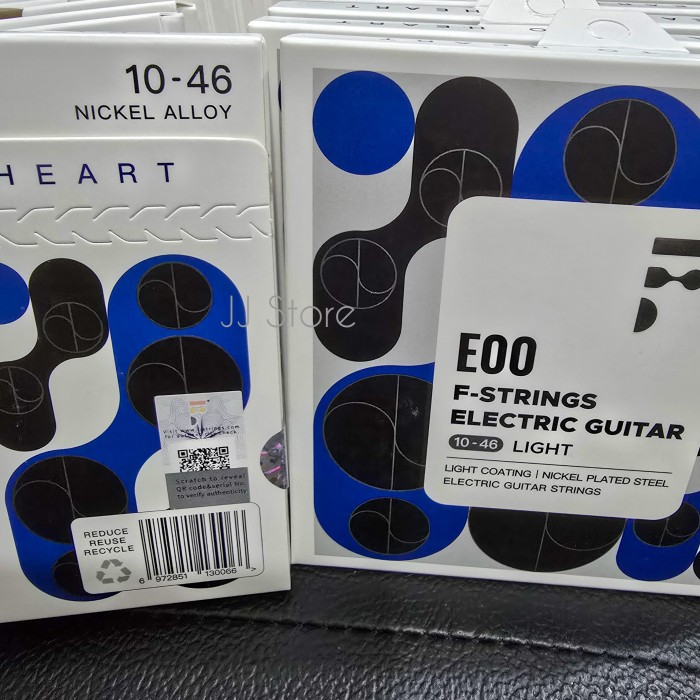 10-46
NICKEL ALLOY
HEART
REDUCE
REUSE
RECYCLE
Scratch to reveal
QR code&serial No.
to verify authenticity
6 972851 130066 >
JJ Store
E00
F-STRINGS
ELECTRIC GUITAR
10-46 LIGHT
LIGHT COATING | NICKEL PLATED STEEL
ELECTRIC GUITAR STRINGS